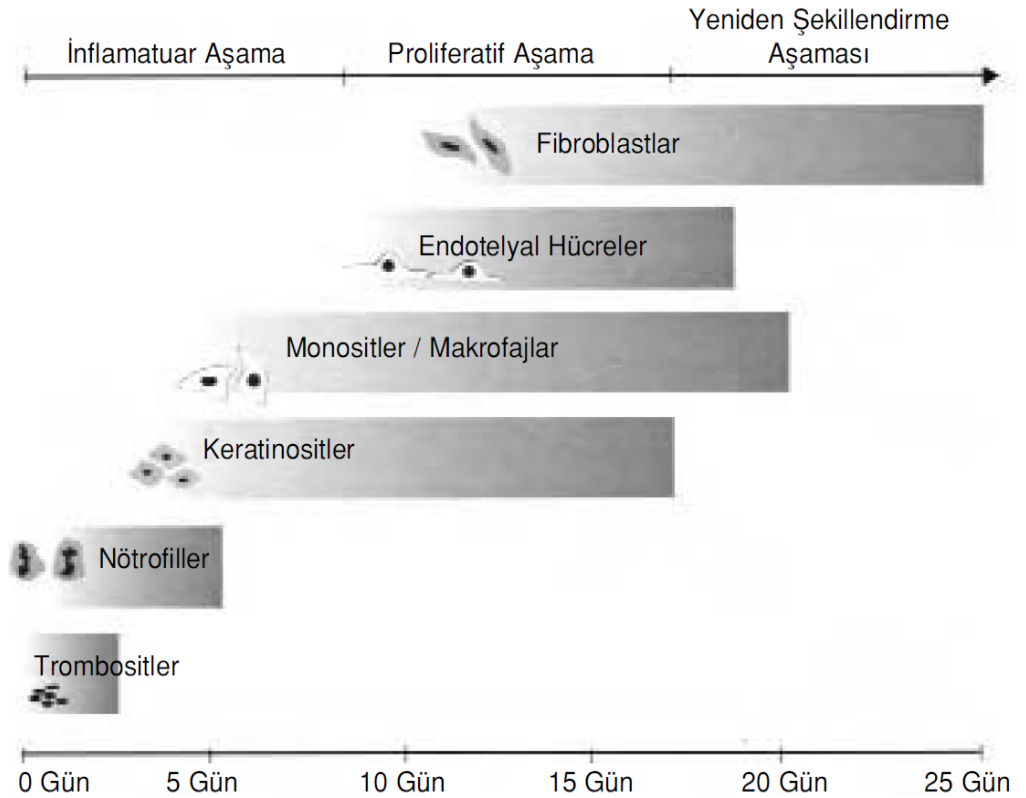 İnflamatuar Aşama
Proliferatif Aşama
Yeniden Şekillendirme
Aşaması
Fibroblastlar
Endotelyal Hücreler
Monositler / Makrofajlar
Keratinositler
Nötrofiller
Trombositler
0 Gün
5 Gün
10 Gün
15 Gün
20 Gün
25 Gün